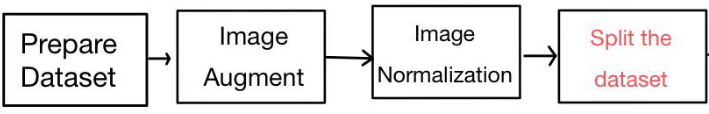 Prepare
Dataset
Image
Augment
Image
Normalization
Split the
dataset